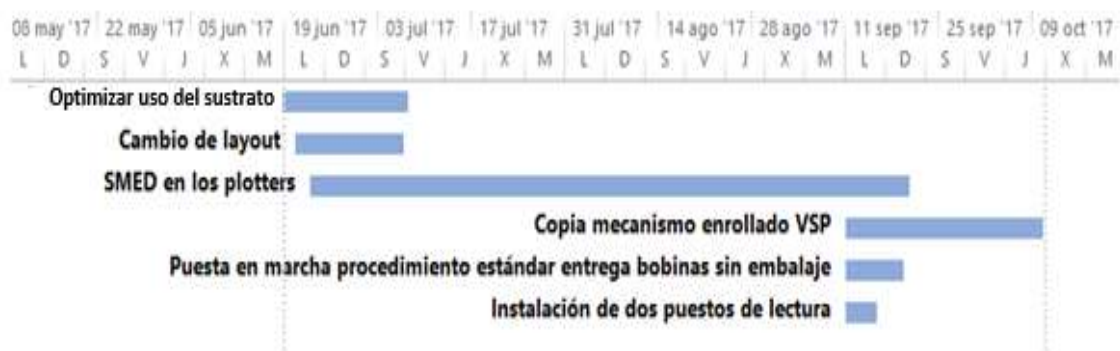 08 may '17 22 may '17 05 jun '17 19 jun '17 03 jul '17 17 jul '17 31 jul '17 14 ago '17 28 ago '17 11 sep '17 25 sep '17 09 oct '17
L D S V J X M L D S V J X M L D S V J X M L D S V J X M
Optimizar uso del sustrato
Cambio de layout
SMED en los plotters
Copia mecanismo enrollado VSP
Puesta en marcha procedimiento estándar entrega bobinas sin embalaje
Instalación de dos puestos de lectura